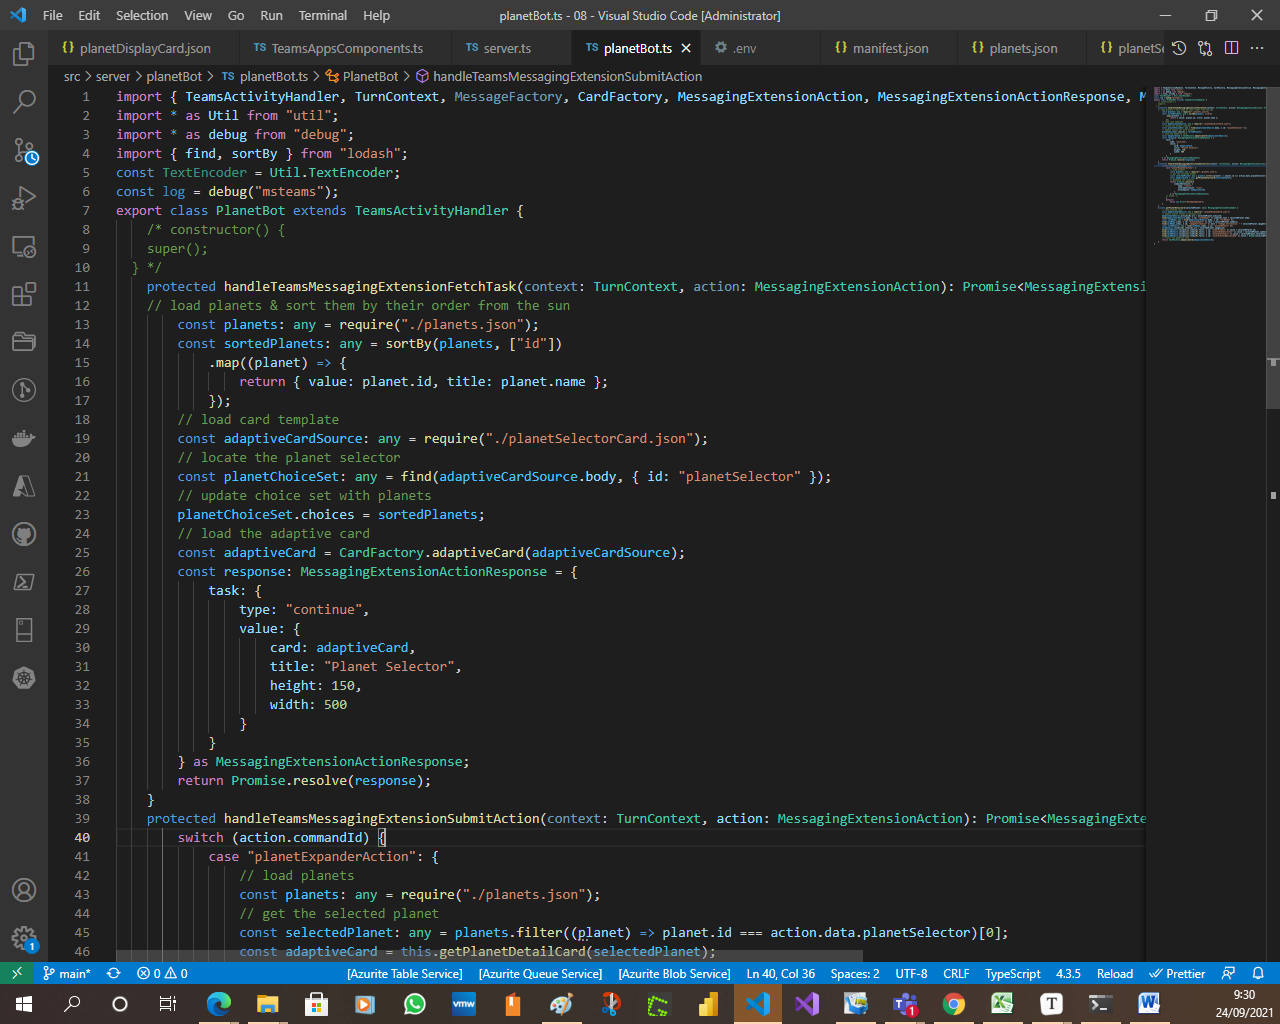 File Edit Selection View Go Run Terminal Help planetBot.ts - 08 - Visual Studio Code [Administrator]
planetDisplayCard.json TS TeamsAppsComponents.ts TS server.ts TS planetBot.ts .env manifest.json planets.json planetSe
src > server > planetBot > TS planetBot.ts > PlanetBot > handleTeamsMessagingExtensionSubmitAction
1 import { TeamsActivityHandler, TurnContext, MessageFactory, CardFactory, MessagingExtensionAction, MessagingExtensionActionResponse, M
2 import * as Util from "util";
3 import * as debug from "debug";
4 import { find, sortBy } from "lodash";
5 const TextEncoder = Util.TextEncoder;
6 const log = debug("msteams");
7 export class PlanetBot extends TeamsActivityHandler {
8 /* constructor() {
9 super();
10 } */
11 protected handleTeamsMessagingExtensionFetchTask(context: TurnContext, action: MessagingExtensionAction): Promise<MessagingExtensi
12 // load planets & sort them by their order from the sun
13 const planets: any = require("./planets.json");
14 const sortedPlanets: any = sortBy(planets, ["id"])
15 .map((planet) => {
16 return { value: planet.id, title: planet.name };
17 });
18 // load card template
19 const adaptiveCardSource: any = require("./planetSelectorCard.json");
20 // locate the planet selector
21 const planetChoiceSet: any = find(adaptiveCardSource.body, { id: "planetSelector" });
22 // update choice set with planets
23 planetChoiceSet.choices = sortedPlanets;
24 // load the adaptive card
25 const adaptiveCard = CardFactory.adaptiveCard(adaptiveCardSource);
26 const response: MessagingExtensionActionResponse = {
27 task: {
28 type: "continue",
29 value: {
30 card: adaptiveCard,
31 title: "Planet Selector",
32 height: 150,
33 width: 500
34 }
35 }
36 } as MessagingExtensionActionResponse;
37 return Promise.resolve(response);
38 }
39 protected handleTeamsMessagingExtensionSubmitAction(context: TurnContext, action: MessagingExtensionAction): Promise<MessagingExte
40 switch (action.commandId) {
41 case "planetExpanderAction": {
42 // load planets
43 const planets: any = require("./planets.json");
44 // get the selected planet
45 const selectedPlanet: any = planets.filter((planet) => planet.id === action.data.planetSelector)[0];
46 const adaptiveCard = this.getPlanetDetailCard(selectedPlanet);
1
main* 0 0 [Azurite Table Service] [Azurite Queue Service] [Azurite Blob Service] Ln 40, Col 36 Spaces: 2 UTF-8 CRLF TypeScript 4.3.5 Reload Prettier
vmw 1 T W
9:30
24/09/2021